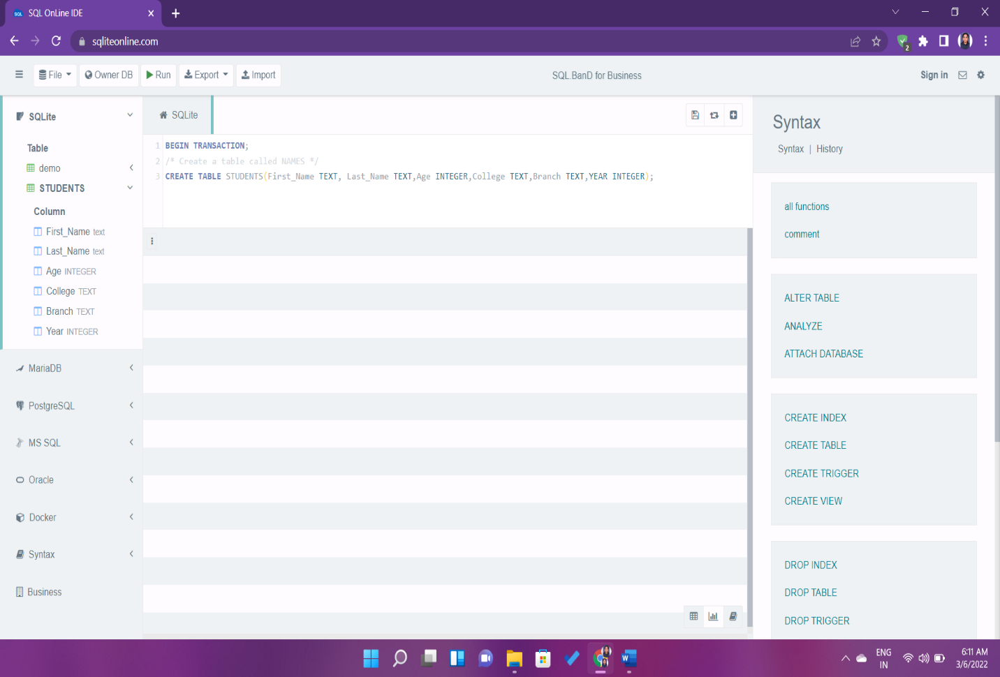 SQL OnLine IDE
sqliteonline.com
2
File
Owner DB
Run
Export
Import
SQL BanD for Business
Sign in
SQLite
Table
demo
STUDENTS
Column
First_Name text
Last_Name text
Age INTEGER
College TEXT
Branch TEXT
Year INTEGER
MariaDB
PostgreSQL
MS SQL
Oracle
Docker
Syntax
Business
SQLite
1 BEGIN TRANSACTION;
2 /* Create a table called NAMES */
3 CREATE TABLE STUDENTS(First_Name TEXT, Last_Name TEXT,Age INTEGER,College TEXT,Branch TEXT,YEAR INTEGER);
Syntax
Syntax | History
all functions
comment
ALTER TABLE
ANALYZE
ATTACH DATABASE
CREATE INDEX
CREATE TABLE
CREATE TRIGGER
CREATE VIEW
DROP INDEX
DROP TABLE
DROP TRIGGER
ENG
IN
6:11 AM
3/6/2022